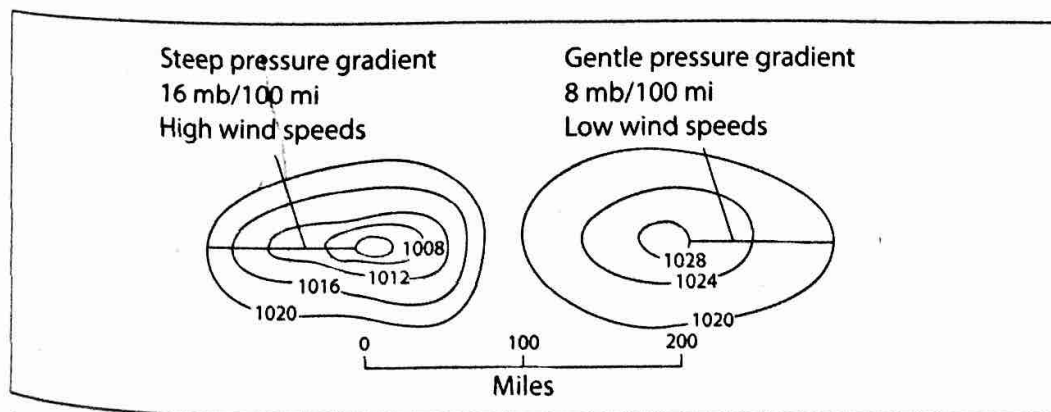 Steep pressure gradient
16 mb/100 mi
High wind speeds
Gentle pressure gradient
8 mb/100 mi
Low wind speeds
1008
1012
1016
1020
1028
1024
1020
0 100 200
Miles